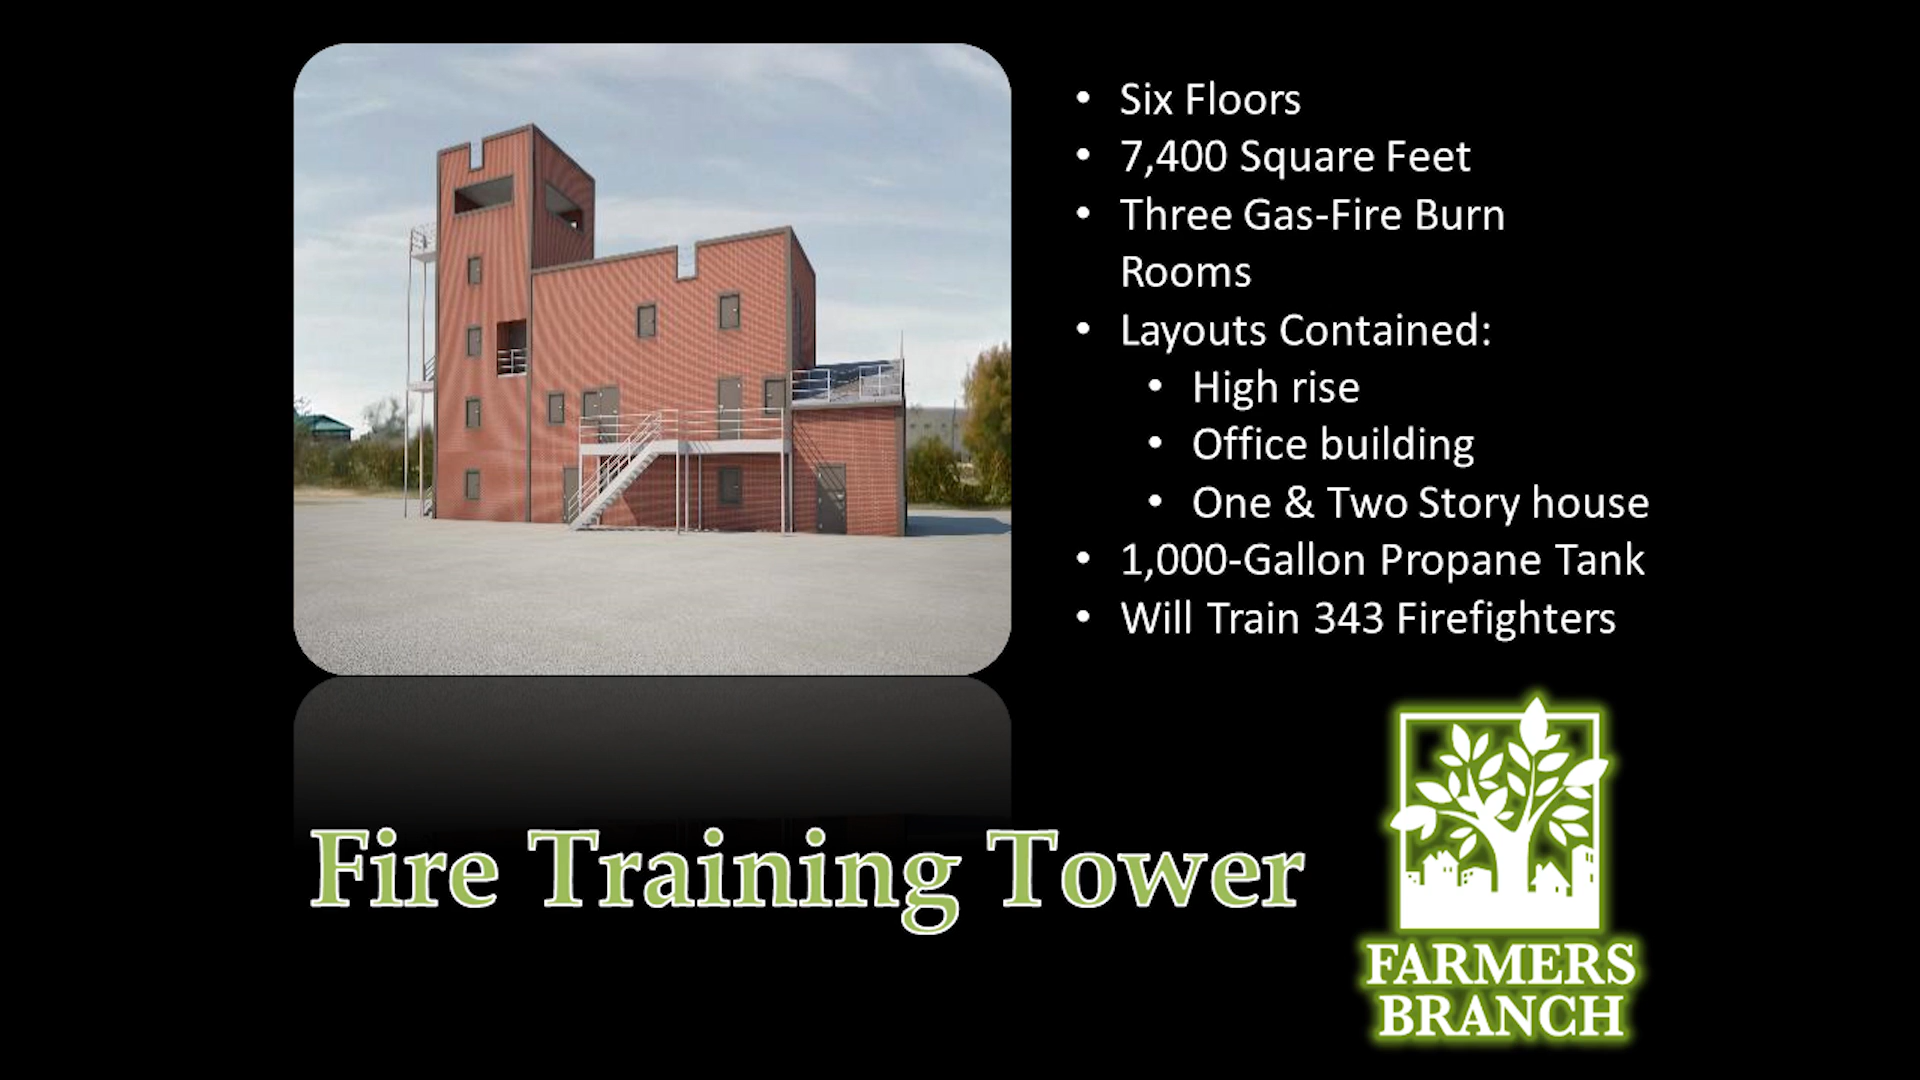 • Six Floors
• 7,400 Square Feet
• Three Gas-Fire Burn
Rooms
• Layouts Contained:
• High rise
• Office building
• One & Two Story house
• 1,000-Gallon Propane Tank
• Will Train 343 Firefighters
Fire Training Tower
FARMERS
BRANCH